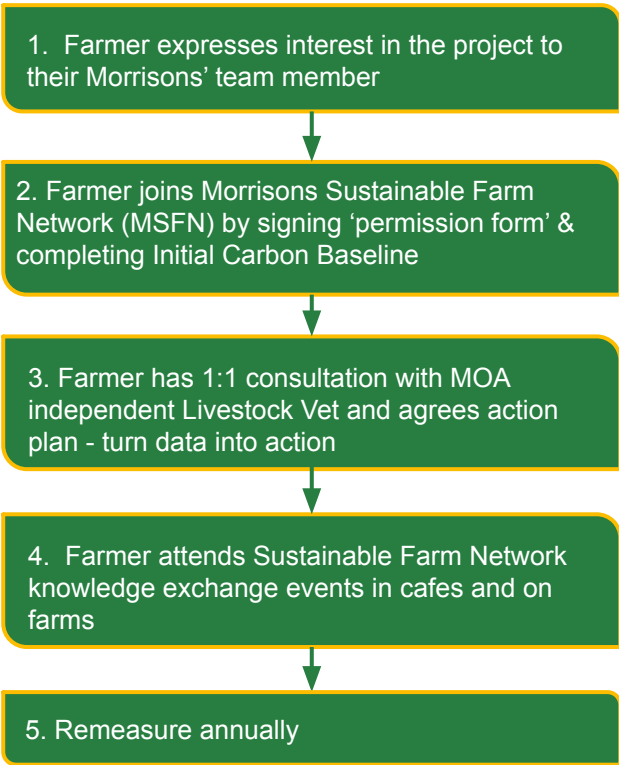 1.  Farmer expresses interest in the project to
their Morrisons’ team member
2. Farmer joins Morrisons Sustainable Farm
Network (MSFN) by signing ‘permission form’ &
completing Initial Carbon Baseline
3. Farmer has 1:1 consultation with MOA
independent Livestock Vet and agrees action
plan - turn data into action
4.  Farmer attends Sustainable Farm Network
knowledge exchange events in cafes and on
farms
5. Remeasure annually